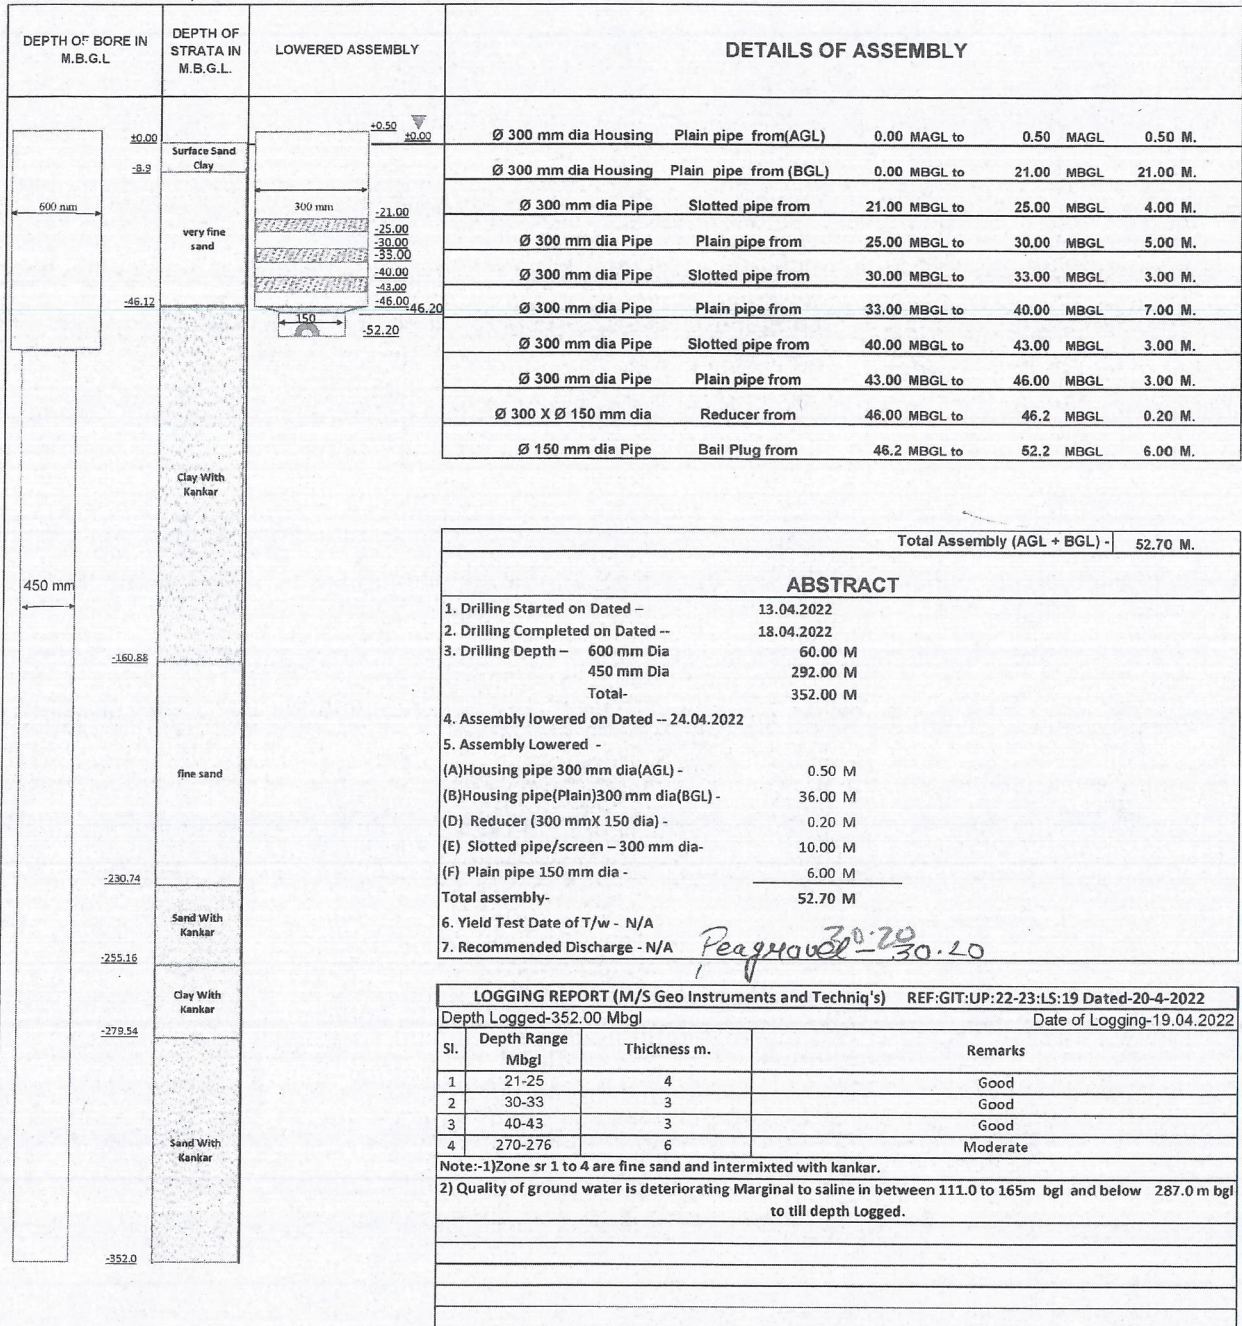 DEPTH OF BORE IN M.B.G.L
DEPTH OF STRATA IN M.B.G.L.
LOWERED ASSEMBLY
DETAILS OF ASSEMBLY
±0.00
Surface Sand
Clay
-8.9
600 mm
very fine
sand
-46.12
Clay With
Kankar
450 mm
-160.88
fine sand
-230.74
Sand With
Kankar
-255.16
Clay With
Kankar
-279.54
Sand With
Kankar
-352.0
+0.50
±0.00
300 mm
-21.00
-25.00
-30.00
-33.00
-40.00
-43.00
-46.00
-46.20
150
-52.20
Ø 300 mm dia Housing Plain pipe from(AGL) 0.00 MAGL to 0.50 MAGL 0.50 M.
Ø 300 mm dia Housing Plain pipe from (BGL) 0.00 MBGL to 21.00 MBGL 21.00 M.
Ø 300 mm dia Pipe Slotted pipe from 21.00 MBGL to 25.00 MBGL 4.00 M.
Ø 300 mm dia Pipe Plain pipe from 25.00 MBGL to 30.00 MBGL 5.00 M.
Ø 300 mm dia Pipe Slotted pipe from 30.00 MBGL to 33.00 MBGL 3.00 M.
Ø 300 mm dia Pipe Plain pipe from 33.00 MBGL to 40.00 MBGL 7.00 M.
Ø 300 mm dia Pipe Slotted pipe from 40.00 MBGL to 43.00 MBGL 3.00 M.
Ø 300 mm dia Pipe Plain pipe from 43.00 MBGL to 46.00 MBGL 3.00 M.
Ø 300 X Ø 150 mm dia Reducer from 46.00 MBGL to 46.2 MBGL 0.20 M.
Ø 150 mm dia Pipe Bail Plug from 46.2 MBGL to 52.2 MBGL 6.00 M.
Total Assembly (AGL + BGL) - 52.70 M.
ABSTRACT
1. Drilling Started on Dated – 13.04.2022
2. Drilling Completed on Dated -- 18.04.2022
3. Drilling Depth – 600 mm Dia 60.00 M
450 mm Dia 292.00 M
Total- 352.00 M
4. Assembly lowered on Dated -- 24.04.2022
5. Assembly Lowered -
(A)Housing pipe 300 mm dia(AGL) - 0.50 M
(B)Housing pipe(Plain)300 mm dia(BGL) - 36.00 M
(D) Reducer (300 mmX 150 dia) - 0.20 M
(E) Slotted pipe/screen – 300 mm dia- 10.00 M
(F) Plain pipe 150 mm dia - 6.00 M
Total assembly- 52.70 M
6. Yield Test Date of T/w - N/A
30.20
7. Recommended Discharge - N/A Peagravel - 30.20
LOGGING REPORT (M/S Geo Instruments and Techniq's) REF:GIT:UP:22-23:LS:19 Dated-20-4-2022
Depth Logged-352.00 Mbgl Date of Logging-19.04.2022
Sl. Depth Range Mbgl Thickness m. Remarks
1 21-25 4 Good
2 30-33 3 Good
3 40-43 3 Good
4 270-276 6 Moderate
Note:-1)Zone sr 1 to 4 are fine sand and intermixted with kankar.
2) Quality of ground water is deteriorating Marginal to saline in between 111.0 to 165m bgl and below 287.0 m bgl
to till depth Logged.